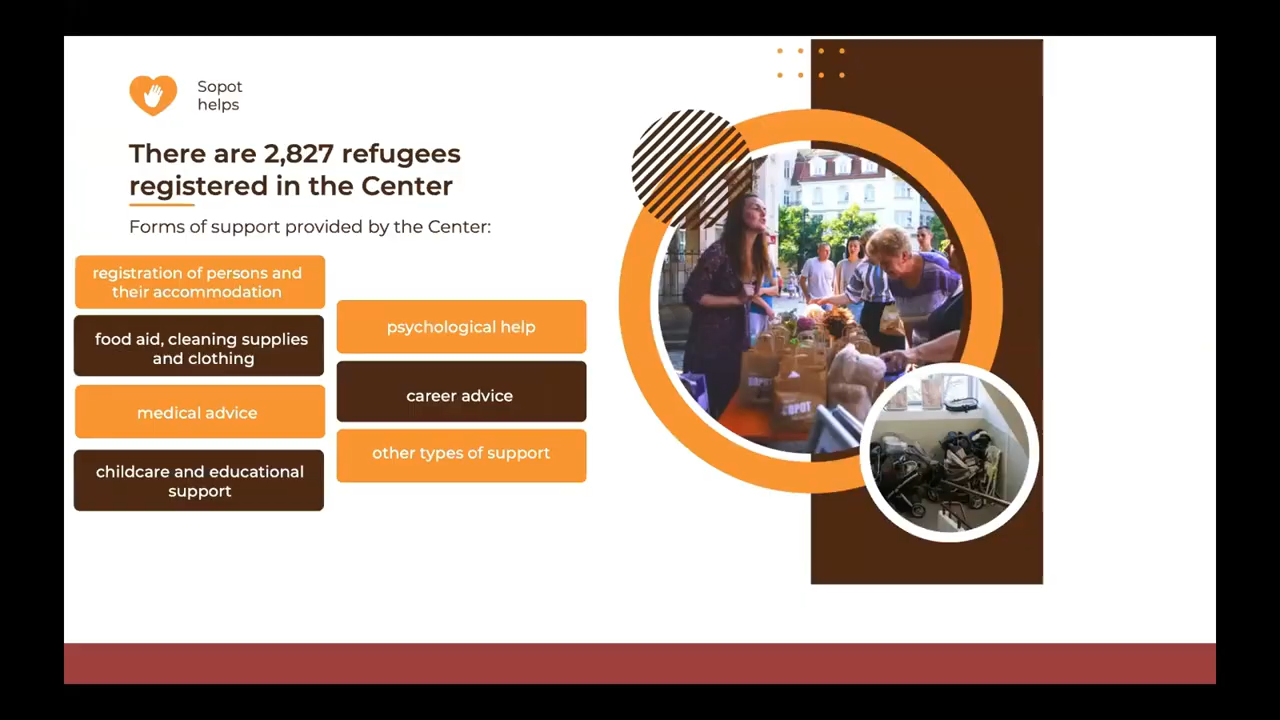 Sopot
helps
There are 2,827 refugees
registered in the Center
Forms of support provided by the Center:
registration of persons and
their accommodation
food aid, cleaning supplies
and clothing
medical advice
childcare and educational
support
psychological help
career advice
other types of support
SOPOT
SOPOT